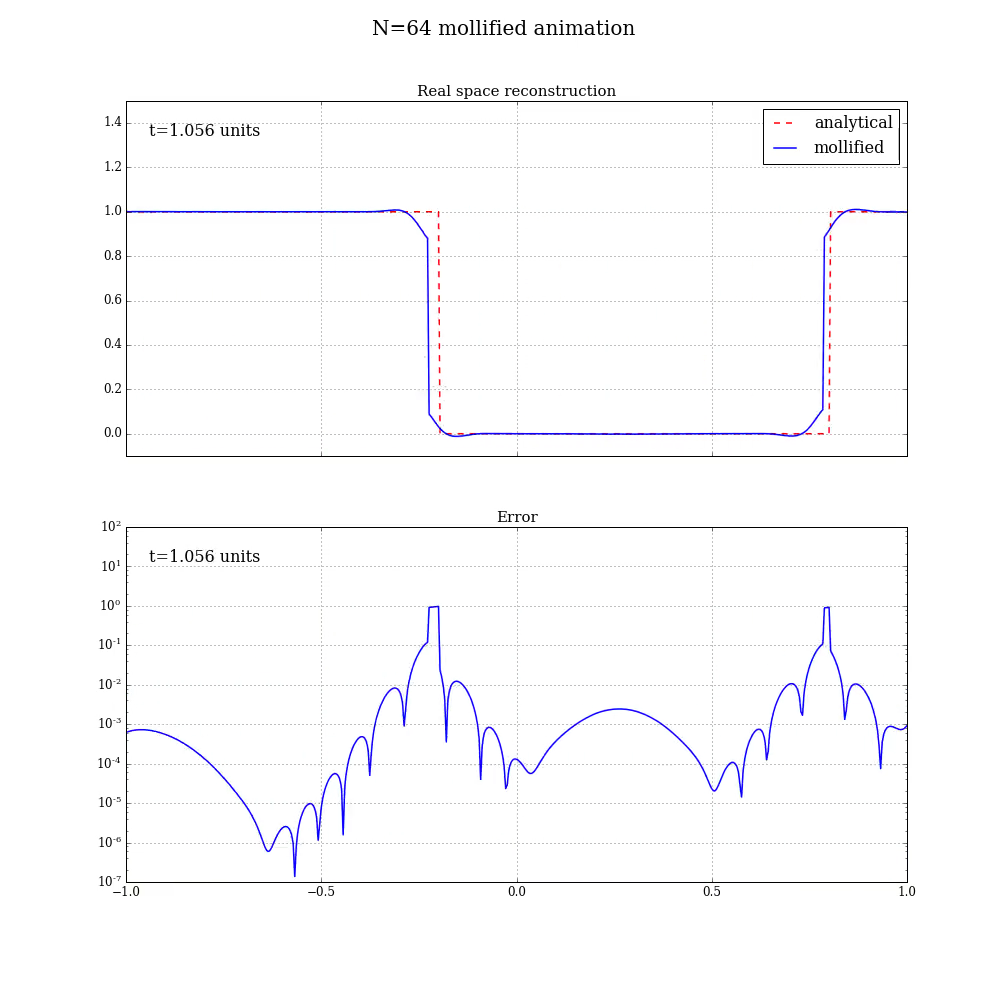 N=64 mollified animation
Real space reconstruction
t=1.056 units
analytical
mollified
1.4
1.2
1.0
0.8
0.6
0.4
0.2
0.0
Error
t=1.056 units
10²
10¹
10⁰
10⁻¹
10⁻²
10⁻³
10⁻⁴
10⁻⁵
10⁻⁶
10⁻⁷
−1.0 −0.5 0.0 0.5 1.0